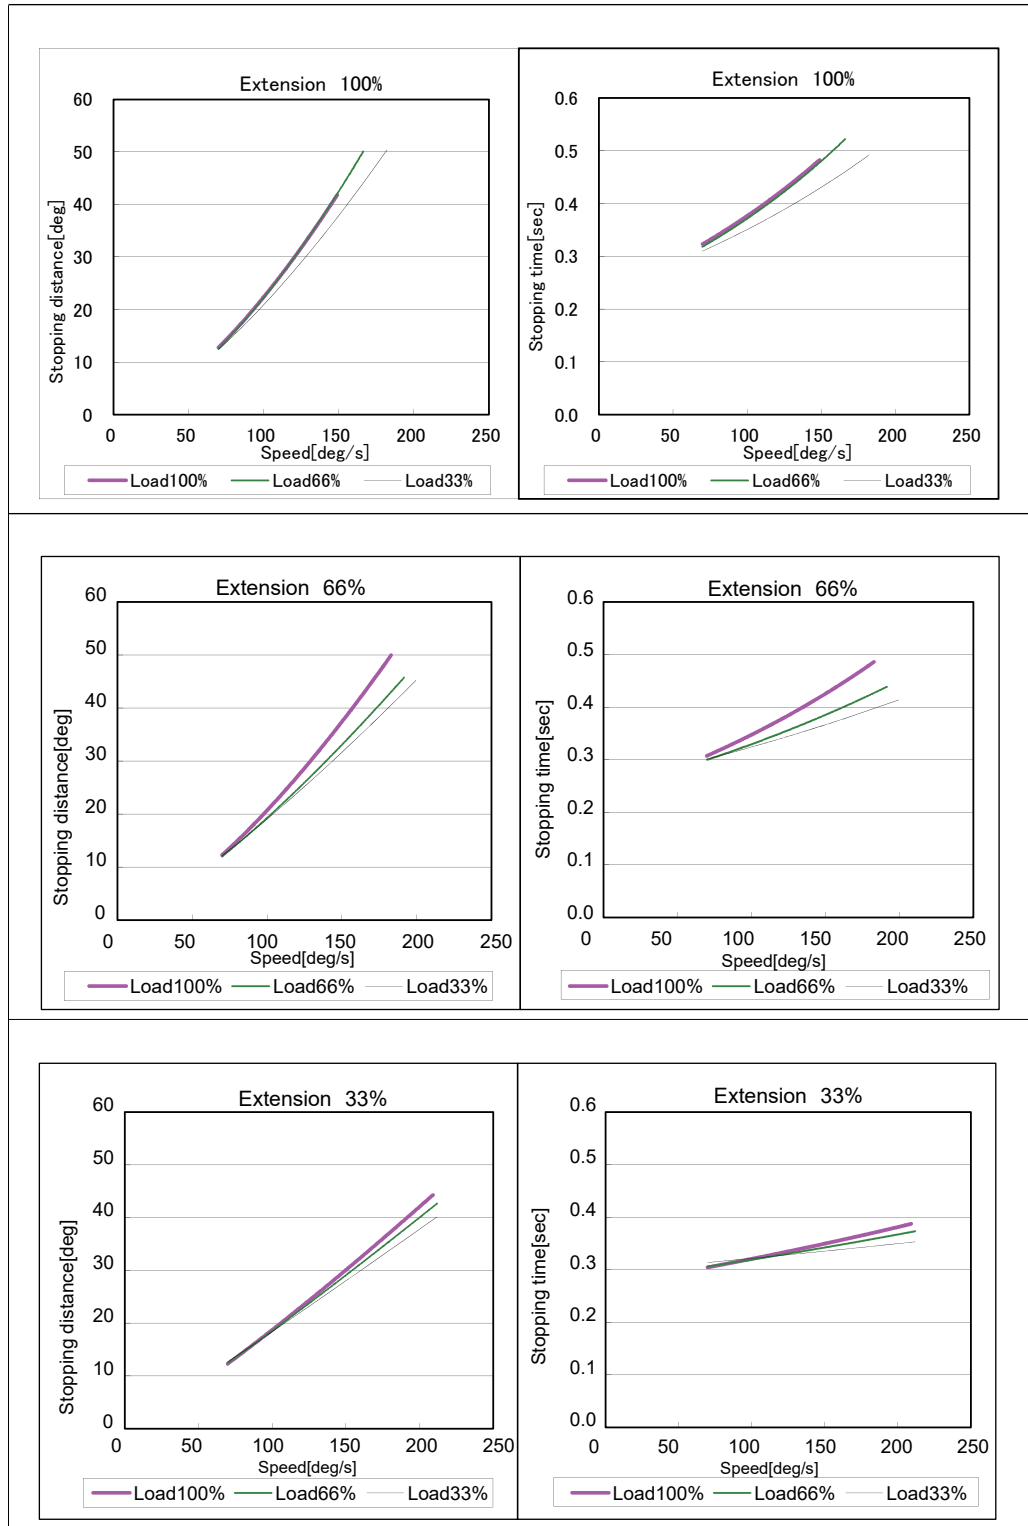 Extension 100%
60
50
40
30
20
10
0
Stopping distance[deg]
0 50 100 150 200 250
Speed[deg/s]
Load100% Load66% Load33%
Extension 100%
0.6
0.5
0.4
0.3
0.2
0.1
0.0
Stopping time[sec]
0 50 100 150 200 250
Speed[deg/s]
Load100% Load66% Load33%
Extension 66%
60
50
40
30
20
10
0
Stopping distance[deg]
0 50 100 150 200 250
Speed[deg/s]
Load100% Load66% Load33%
Extension 66%
0.6
0.5
0.4
0.3
0.2
0.1
0.0
Stopping time[sec]
0 50 100 150 200 250
Speed[deg/s]
Load100% Load66% Load33%
Extension 33%
60
50
40
30
20
10
0
Stopping distance[deg]
0 50 100 150 200 250
Speed[deg/s]
Load100% Load66% Load33%
Extension 33%
0.6
0.5
0.4
0.3
0.2
0.1
0.0
Stopping time[sec]
0 50 100 150 200 250
Speed[deg/s]
Load100% Load66% Load33%